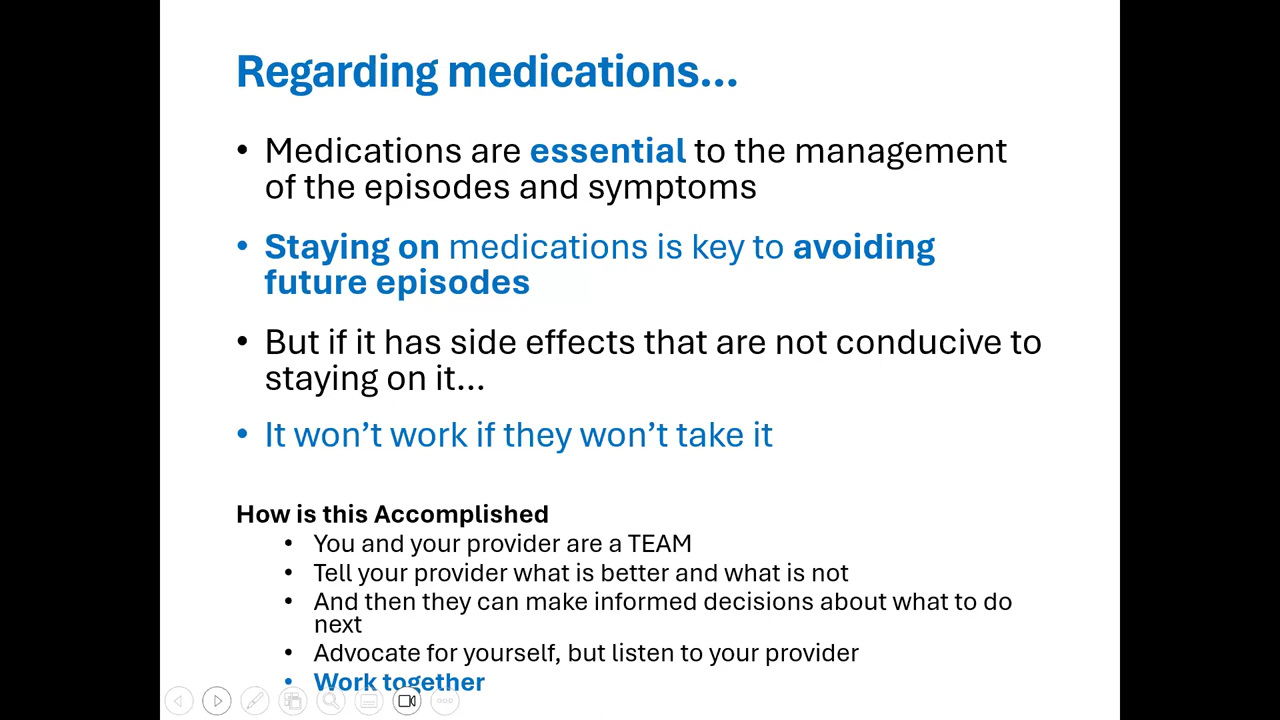 Regarding medications...
• Medications are essential to the management
of the episodes and symptoms
• Staying on medications is key to avoiding
future episodes
• But if it has side effects that are not conducive to
staying on it...
• It won’t work if they won’t take it
How is this Accomplished
• You and your provider are a TEAM
• Tell your provider what is better and what is not
• And then they can make informed decisions about what to do
next
• Advocate for yourself, but listen to your provider
• Work together